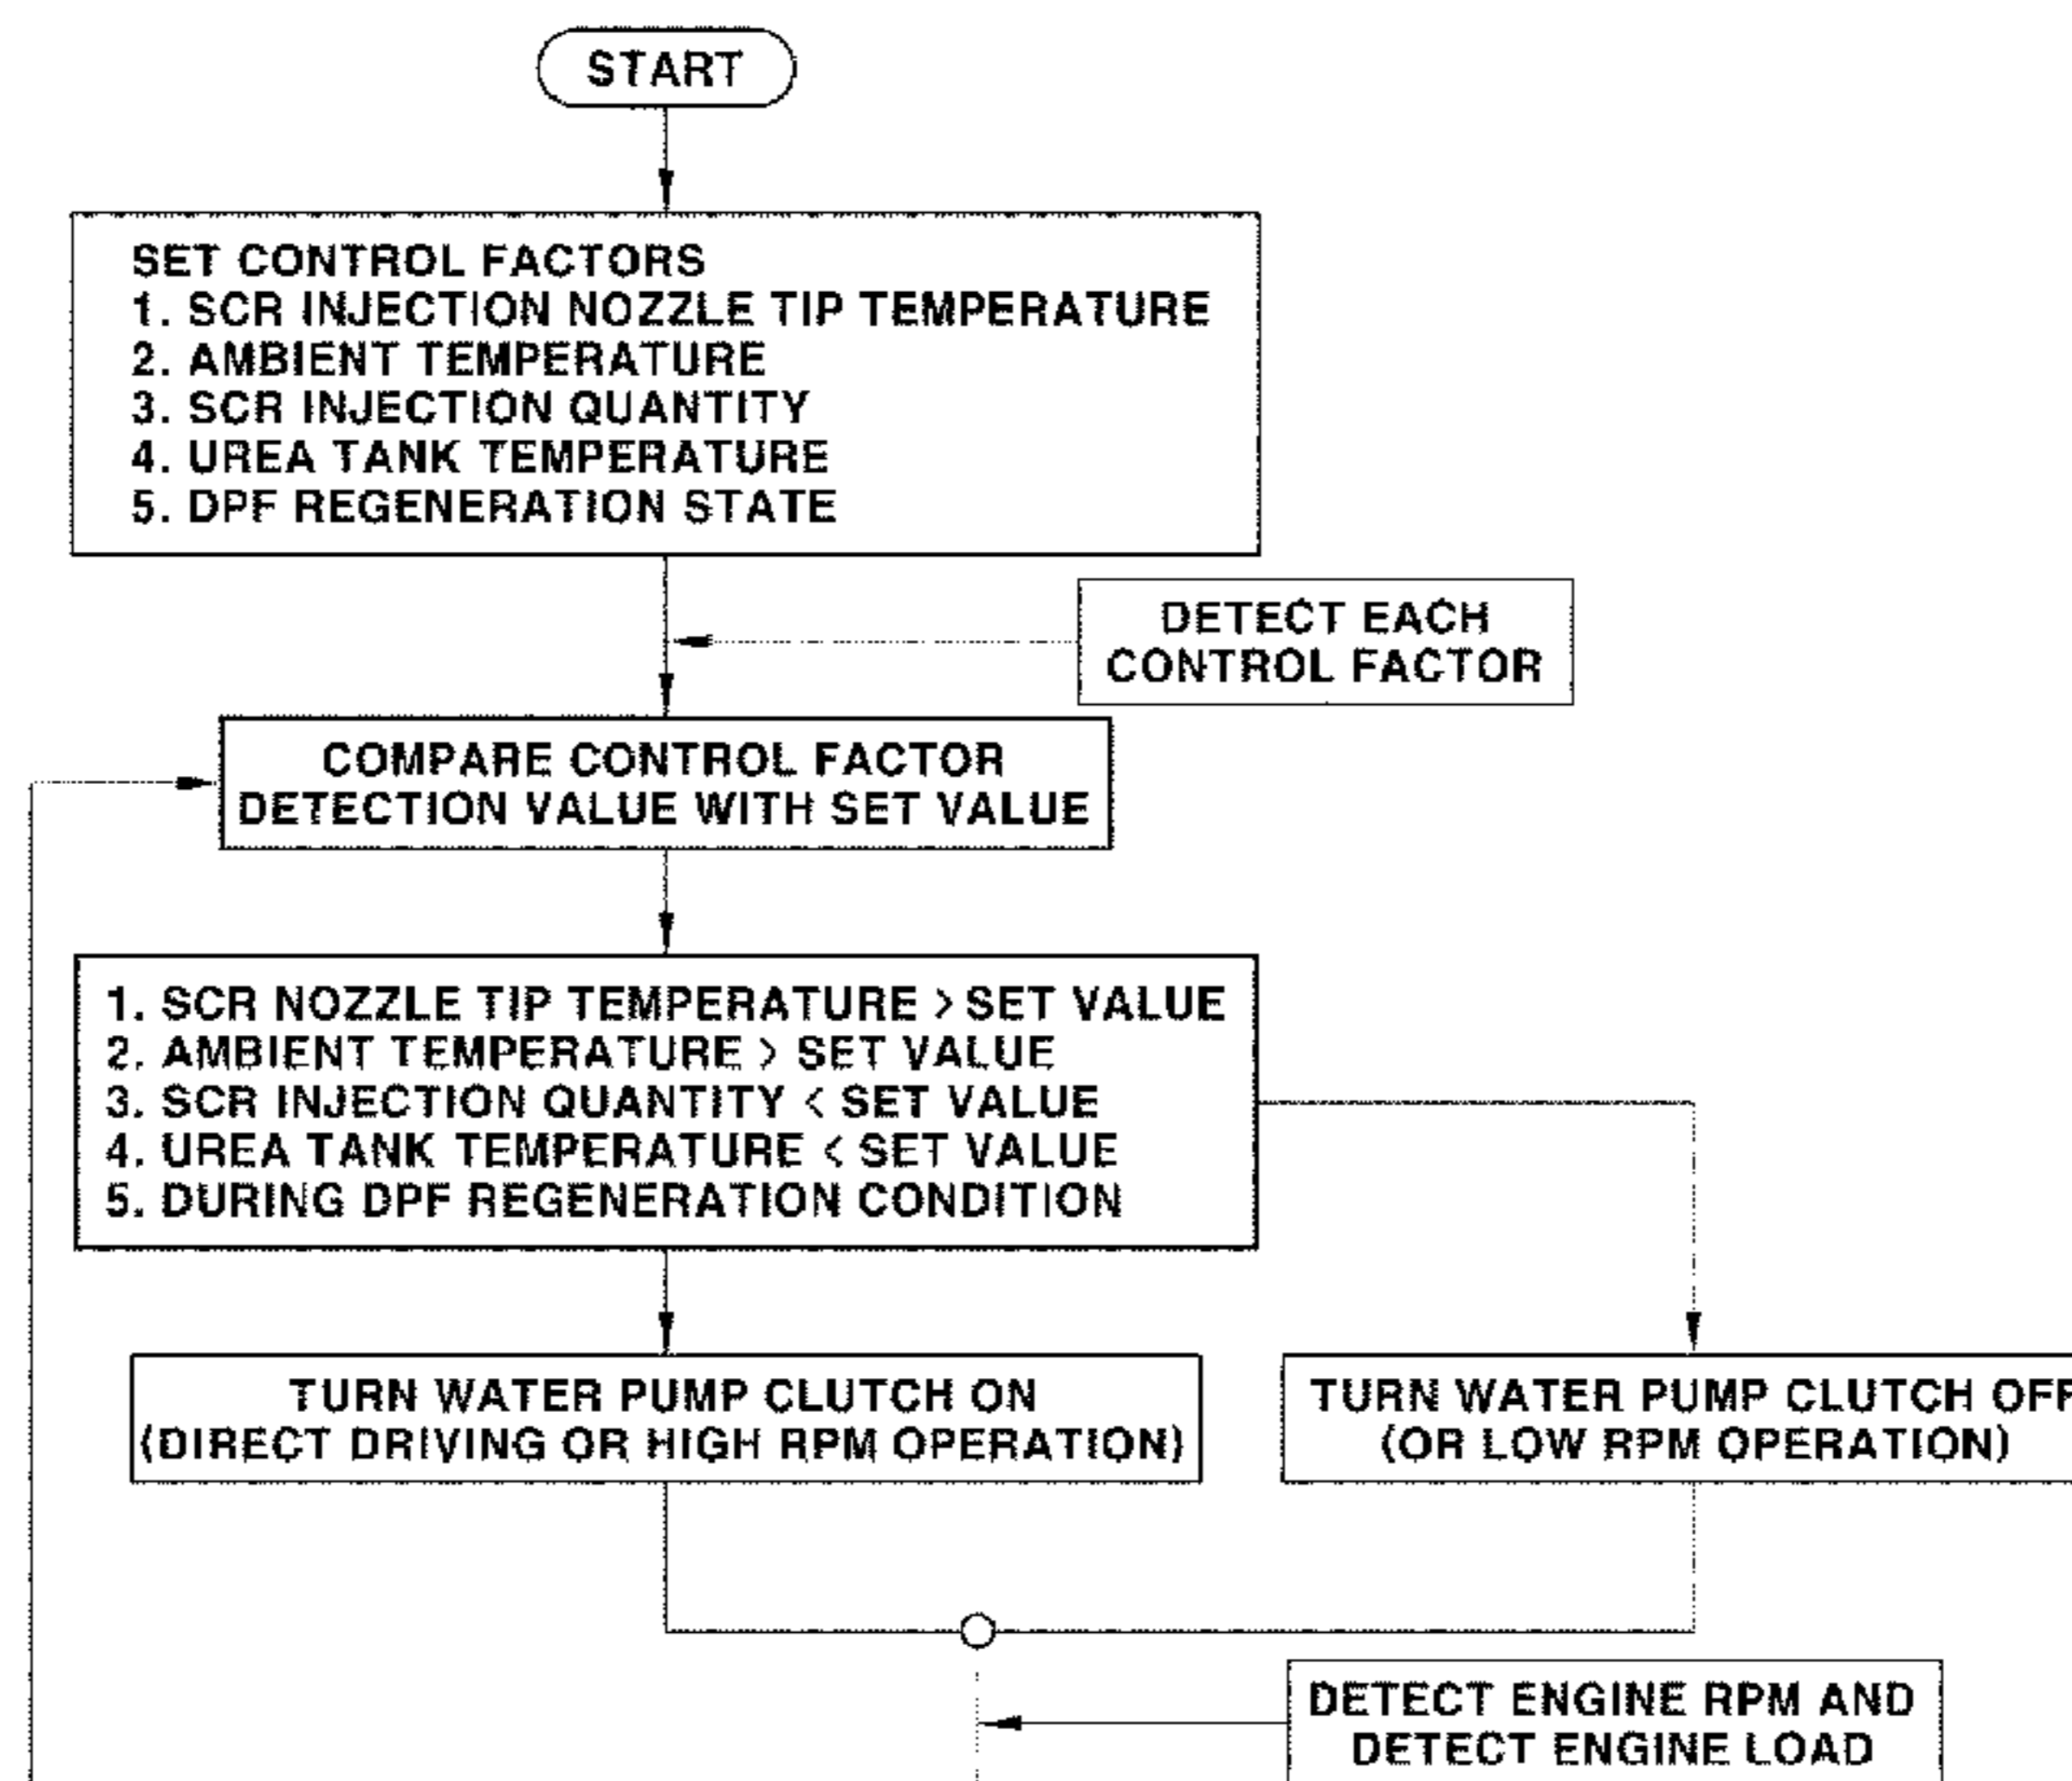 START
SET CONTROL FACTORS
1. SCR INJECTION NOZZLE TIP TEMPERATURE
2. AMBIENT TEMPERATURE
3. SCR INJECTION QUANTITY
4. UREA TANK TEMPERATURE
5. DPF REGENERATION STATE
DETECT EACH
CONTROL FACTOR
COMPARE CONTROL FACTOR
DETECTION VALUE WITH SET VALUE
1. SCR NOZZLE TIP TEMPERATURE > SET VALUE
2. AMBIENT TEMPERATURE > SET VALUE
3. SCR INJECTION QUANTITY < SET VALUE
4. UREA TANK TEMPERATURE < SET VALUE
5. DURING DPF REGENERATION CONDITION
TURN WATER PUMP CLUTCH ON
(DIRECT DRIVING OR HIGH RPM OPERATION)
TURN WATER PUMP CLUTCH OFF
(OR LOW RPM OPERATION)
DETECT ENGINE RPM AND
DETECT ENGINE LOAD